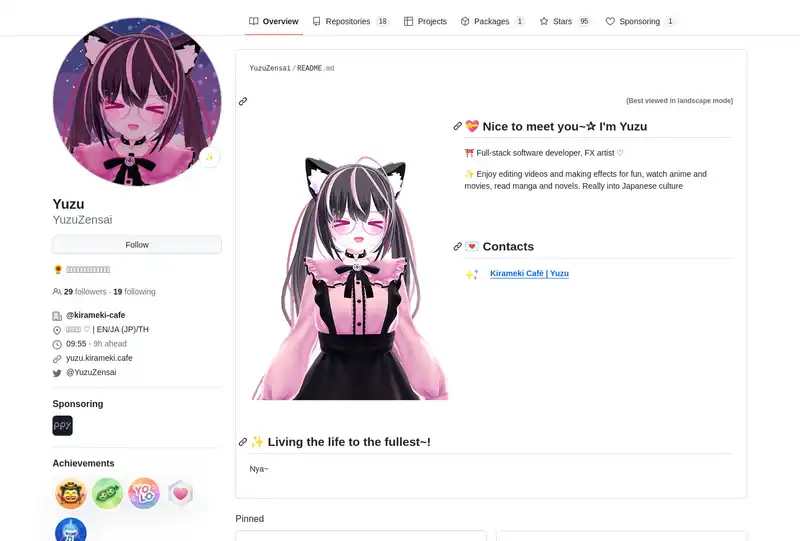 Overview
Repositories 18
Projects
Packages 1
Stars 95
Sponsoring 1
YuzuZensai / README.md
(Best viewed in landscape mode)
💝 Nice to meet you~✰ I'm Yuzu
⛩️ Full-stack software developer, FX artist ♡
✨ Enjoy editing videos and making effects for fun, watch anime and
movies, read manga and novels. Really into Japanese culture
💌 Contacts
✨ Kirameki Café | Yuzu
✨ Living the life to the fullest~!
Nya~
Yuzu
YuzuZensai
Follow
29 followers · 19 following
@kirameki-cafe
♡ | EN/JA (JP)/TH
09:55 - 9h ahead
yuzu.kirameki.cafe
@YuzuZensai
Sponsoring
ppy
Achievements
YOLO
Pinned